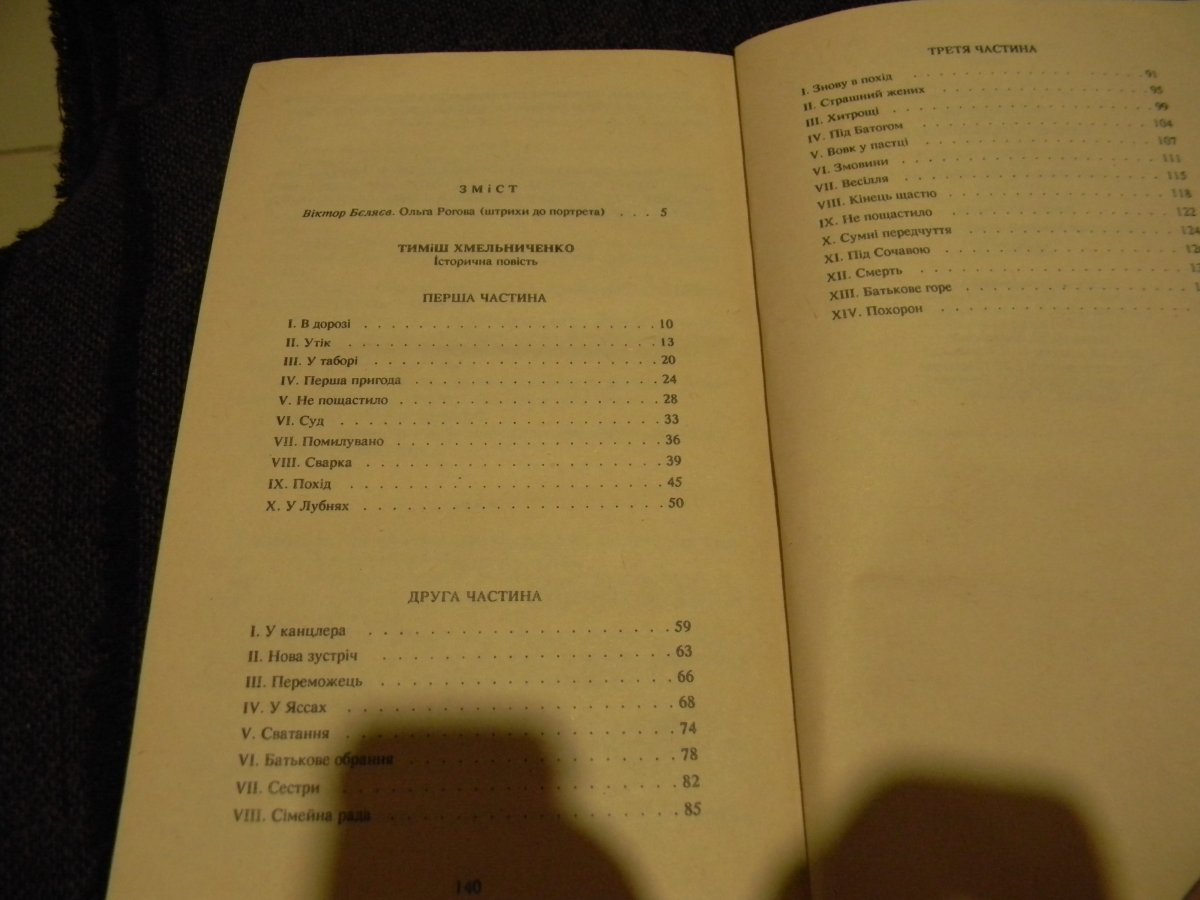 ЗМіСТ
Віктор Бєляєв. Ольга Рогова (штрихи до портрета) . . . 5
ТИМіШ ХМЕЛЬНИЧЕНКО
Історична повість
ПЕРША ЧАСТИНА
I. В дорозі . . . . . . . . . . . . . . . . . . . . . . 10
II. Утік . . . . . . . . . . . . . . . . . . . . . . . 13
III. У таборі . . . . . . . . . . . . . . . . . . . . . 20
IV. Перша пригода . . . . . . . . . . . . . . . . . . 24
V. Не пощастило . . . . . . . . . . . . . . . . . . . 28
VI. Суд . . . . . . . . . . . . . . . . . . . . . . . . 33
VII. Помилувано . . . . . . . . . . . . . . . . . . . . 36
VIII. Сварка . . . . . . . . . . . . . . . . . . . . . . 39
IX. Похід . . . . . . . . . . . . . . . . . . . . . . . 45
X. У Лубнях . . . . . . . . . . . . . . . . . . . . . . 50
ДРУГА ЧАСТИНА
I. У канцлера . . . . . . . . . . . . . . . . . . . . . 59
II. Нова зустріч . . . . . . . . . . . . . . . . . . . . 63
III. Переможець . . . . . . . . . . . . . . . . . . . . 66
IV. У Яссах . . . . . . . . . . . . . . . . . . . . . . 68
V. Сватання . . . . . . . . . . . . . . . . . . . . . . 74
VI. Батькове обрання . . . . . . . . . . . . . . . . . 78
VII. Сестри . . . . . . . . . . . . . . . . . . . . . . 82
VIII. Сімейна рада . . . . . . . . . . . . . . . . . . . 85
140
ТРЕТЯ ЧАСТИНА
I. Знову в похід . . . . . . . . . . . . . . . . 91
II. Страшний жених . . . . . . . . . . . . . . . 95
III. Хитрощі . . . . . . . . . . . . . . . . . . 99
IV. Під Батогом . . . . . . . . . . . . . . . . 104
V. Вовк у пастці . . . . . . . . . . . . . . . . 107
VI. Змовини . . . . . . . . . . . . . . . . . . 111
VII. Весілля . . . . . . . . . . . . . . . . . . 115
VIII. Кінець щастю . . . . . . . . . . . . . . . 118
IX. Не пощастило . . . . . . . . . . . . . . . . 122
X. Сумні передчуття . . . . . . . . . . . . . . 124
XI. Під Сочавою . . . . . . . . . . . . . . . .
XII. Смерть . . . . . . . . . . . . . . . . . .
XIII. Батькове горе . . . . . . . . . . . . . .
XIV. Похорон . . . . . . . . . . . . . . . . . .